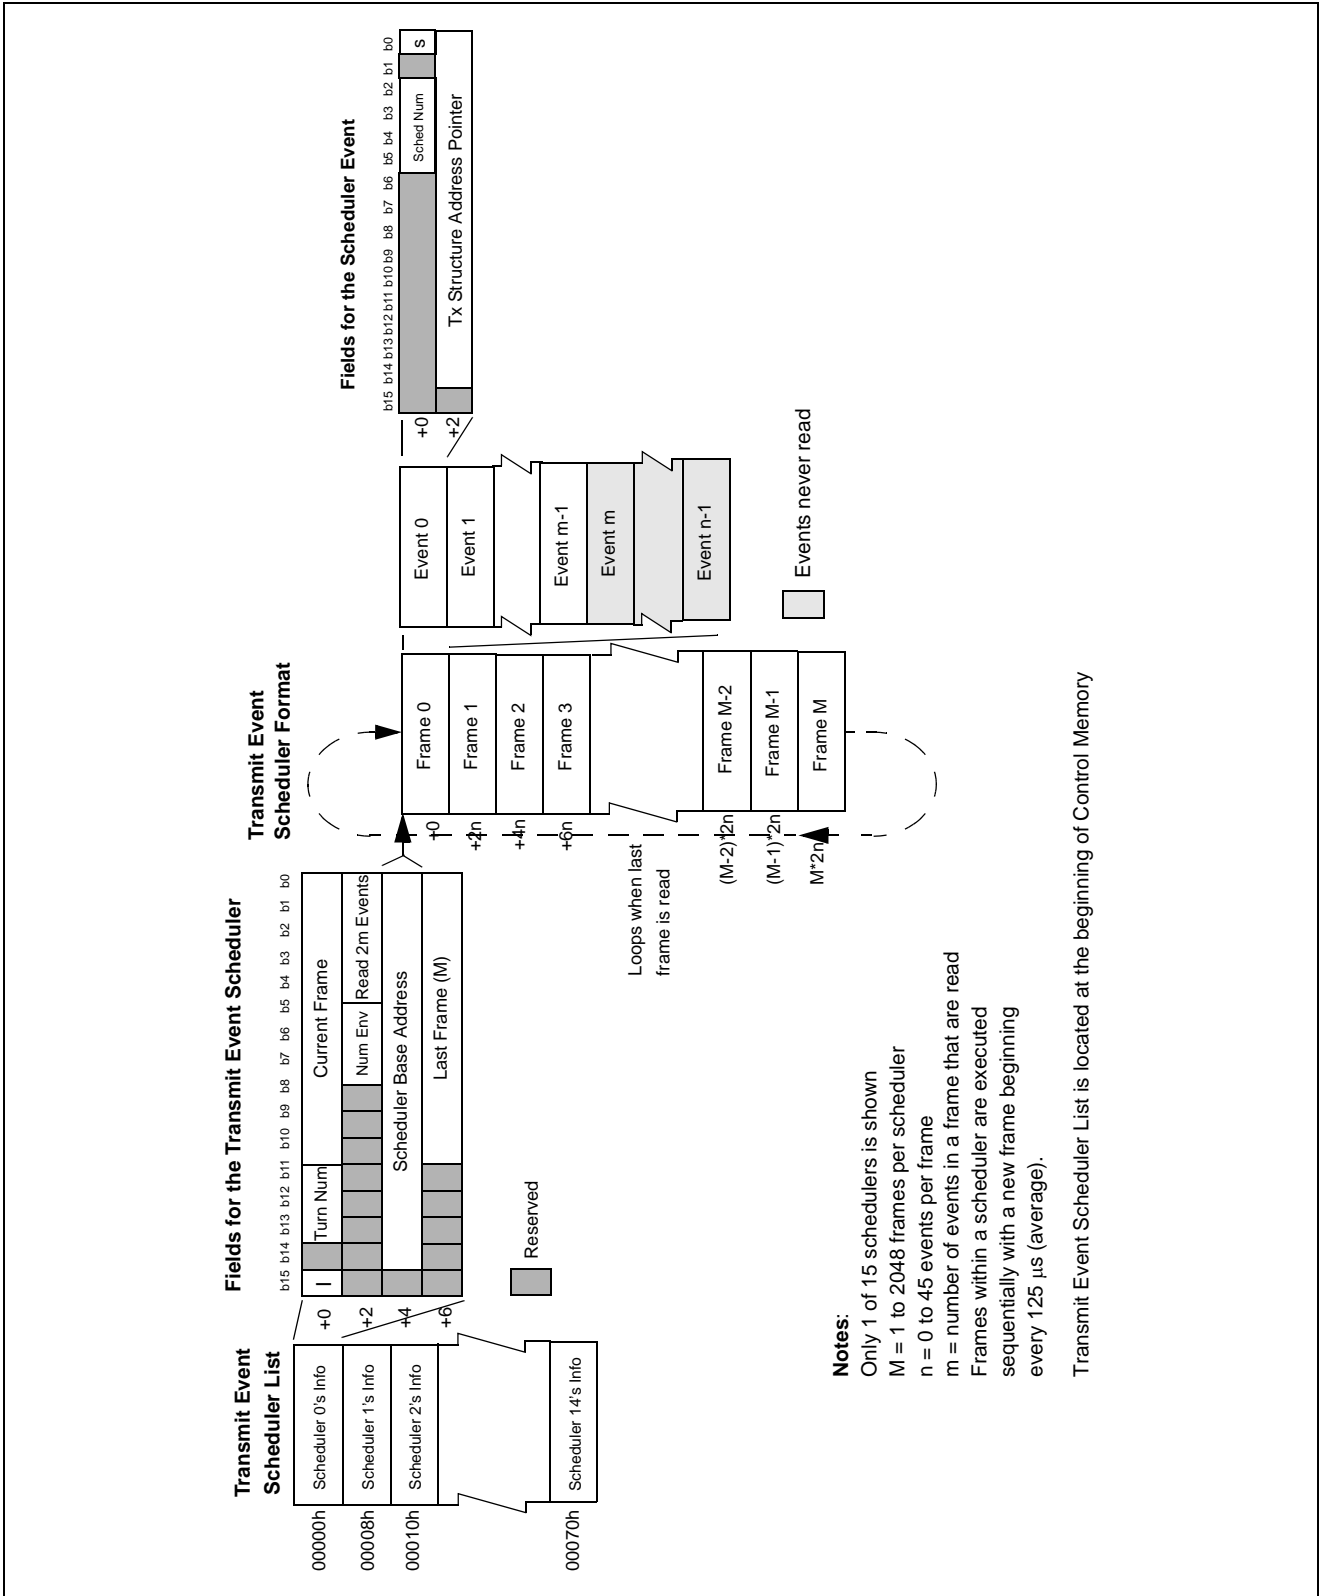 Transmit Event
Scheduler List
00000h
Scheduler 0's Info
00008h
Scheduler 1's Info
00010h
Scheduler 2's Info
00070h
Scheduler 14's Info
Fields for the Transmit Event Scheduler
b15 b14 b13 b12 b11 b10 b9 b8 b7 b6 b5 b4 b3 b2 b1 b0
+0
I
Turn Num
Current Frame
+2
Num Env
Read 2m Events
+4
Scheduler Base Address
+6
Last Frame (M)
Reserved
Transmit Event
Scheduler Format
+0
Frame 0
+2n
Frame 1
+4n
Frame 2
+6n
Frame 3
Loops when last
frame is read
(M-2)*2n
Frame M-2
(M-1)*2n
Frame M-1
M*2n
Frame M
Event 0
Event 1
Event m-1
Event m
Event n-1
Events never read
Fields for the Scheduler Event
b15 b14 b13 b12 b11 b10 b9 b8 b7 b6 b5 b4 b3 b2 b1 b0
+0
Sched Num
s
+2
Tx Structure Address Pointer
Notes:
Only 1 of 15 schedulers is shown
M = 1 to 2048 frames per scheduler
n = 0 to 45 events per frame
m = number of events in a frame that are read
Frames within a scheduler are executed
sequentially with a new frame beginning
every 125 µs (average).
Transmit Event Scheduler List is located at the beginning of Control Memory